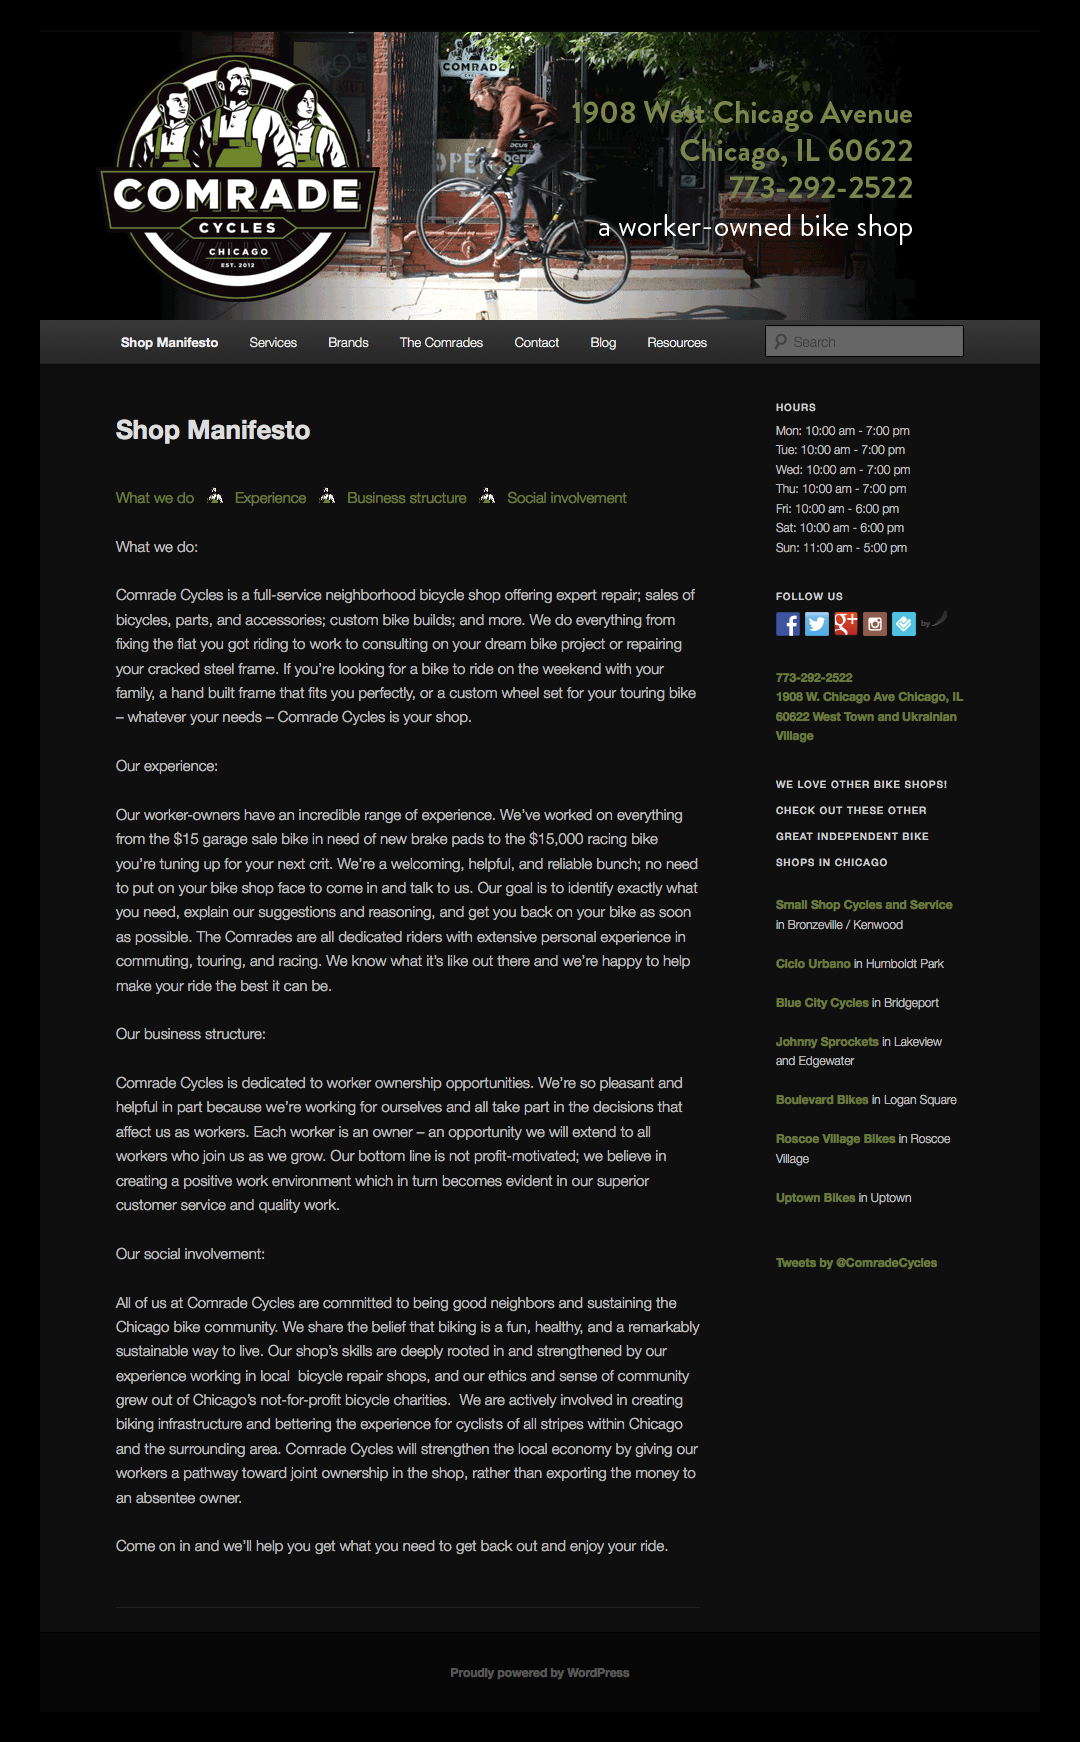 COMRADE
CYCLES
CHICAGO
EST. 2012
COMRADE
CYCLES
OPEN
1908 West Chicago Avenue
Chicago, IL 60622
773-292-2522
a worker-owned bike shop
Shop Manifesto Services Brands The Comrades Contact Blog Resources Search
Shop Manifesto
What we do Experience Business structure Social involvement
What we do:
Comrade Cycles is a full-service neighborhood bicycle shop offering expert repair; sales of
bicycles, parts, and accessories; custom bike builds; and more. We do everything from
fixing the flat you got riding to work to consulting on your dream bike project or repairing
your cracked steel frame. If you’re looking for a bike to ride on the weekend with your
family, a hand built frame that fits you perfectly, or a custom wheel set for your touring bike
– whatever your needs – Comrade Cycles is your shop.
Our experience:
Our worker-owners have an incredible range of experience. We’ve worked on everything
from the $15 garage sale bike in need of new brake pads to the $15,000 racing bike
you’re tuning up for your next crit. We’re a welcoming, helpful, and reliable bunch; no need
to put on your bike shop face to come in and talk to us. Our goal is to identify exactly what
you need, explain our suggestions and reasoning, and get you back on your bike as soon
as possible. The Comrades are all dedicated riders with extensive personal experience in
commuting, touring, and racing. We know what it’s like out there and we’re happy to help
make your ride the best it can be.
Our business structure:
Comrade Cycles is dedicated to worker ownership opportunities. We’re so pleasant and
helpful in part because we’re working for ourselves and all take part in the decisions that
affect us as workers. Each worker is an owner – an opportunity we will extend to all
workers who join us as we grow. Our bottom line is not profit-motivated; we believe in
creating a positive work environment which in turn becomes evident in our superior
customer service and quality work.
Our social involvement:
All of us at Comrade Cycles are committed to being good neighbors and sustaining the
Chicago bike community. We share the belief that biking is a fun, healthy, and a remarkably
sustainable way to live. Our shop’s skills are deeply rooted in and strengthened by our
experience working in local  bicycle repair shops, and our ethics and sense of community
grew out of Chicago’s not-for-profit bicycle charities.  We are actively involved in creating
biking infrastructure and bettering the experience for cyclists of all stripes within Chicago
and the surrounding area. Comrade Cycles will strengthen the local economy by giving our
workers a pathway toward joint ownership in the shop, rather than exporting the money to
an absentee owner.
Come on in and we’ll help you get what you need to get back out and enjoy your ride.
HOURS
Mon: 10:00 am - 7:00 pm
Tue: 10:00 am - 7:00 pm
Wed: 10:00 am - 7:00 pm
Thu: 10:00 am - 7:00 pm
Fri: 10:00 am - 6:00 pm
Sat: 10:00 am - 6:00 pm
Sun: 11:00 am - 5:00 pm
FOLLOW US
by
773-292-2522
1908 W. Chicago Ave Chicago, IL
60622 West Town and Ukrainian
Village
WE LOVE OTHER BIKE SHOPS!
CHECK OUT THESE OTHER
GREAT INDEPENDENT BIKE
SHOPS IN CHICAGO
Small Shop Cycles and Service
in Bronzeville / Kenwood
Ciclo Urbano in Humboldt Park
Blue City Cycles in Bridgeport
Johnny Sprockets in Lakeview
and Edgewater
Boulevard Bikes in Logan Square
Roscoe Village Bikes in Roscoe
Village
Uptown Bikes in Uptown
Tweets by @ComradeCycles
Proudly powered by WordPress